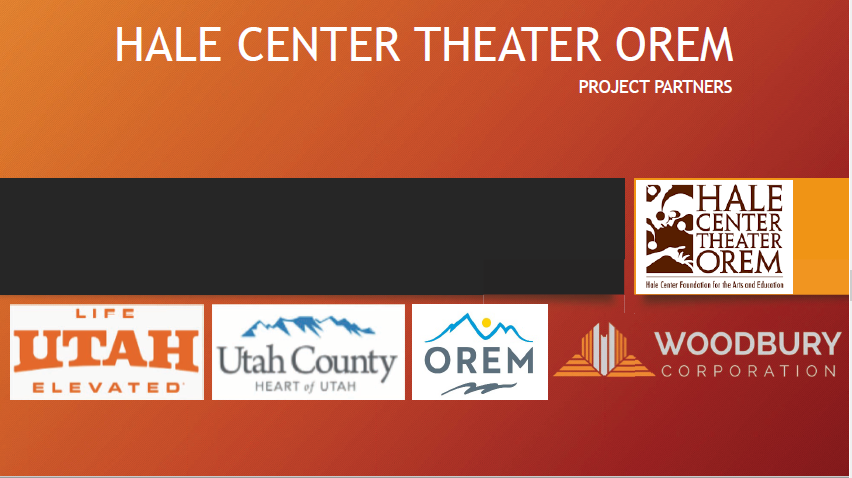 HALE CENTER THEATER OREM
PROJECT PARTNERS
HALE
CENTER
THEATER
OREM
Hale Center Foundation for the Arts and Education
LIFE
UTAH
ELEVATED
Utah County
HEART of UTAH
OREM
WOODBURY
CORPORATION